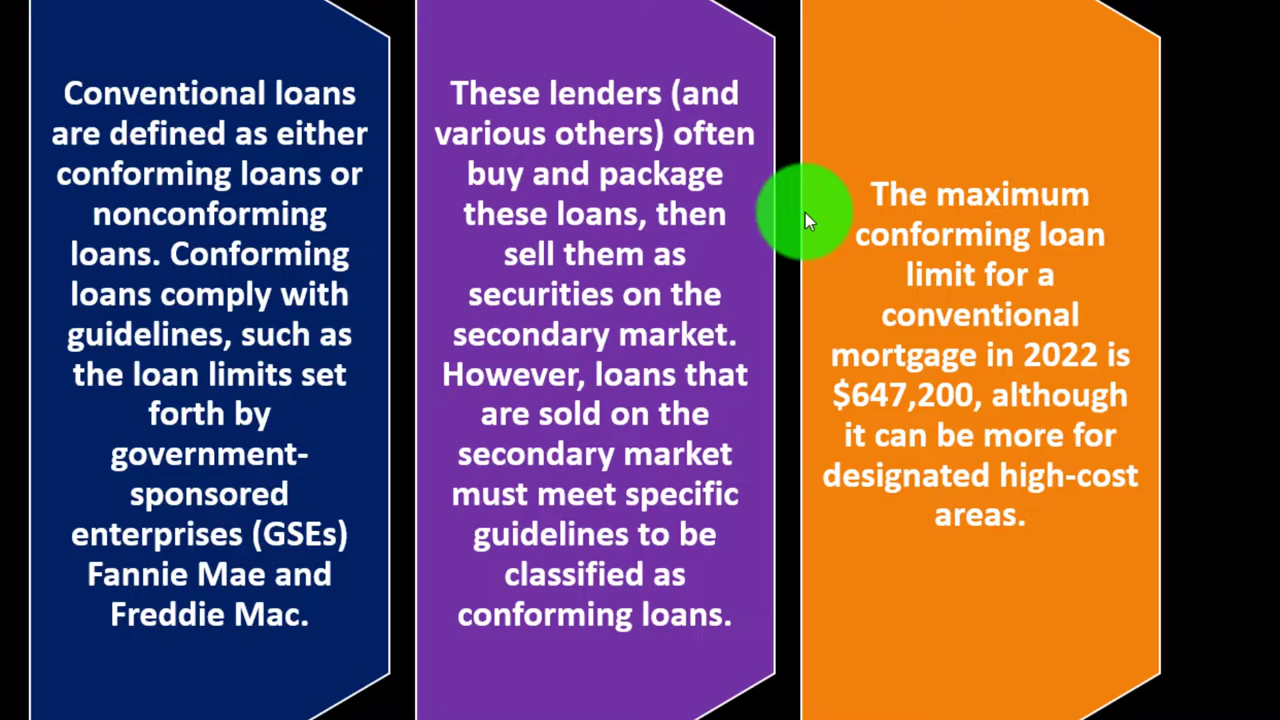 Conventional loans
are defined as either
conforming loans or
nonconforming
loans. Conforming
loans comply with
guidelines, such as
the loan limits set
forth by
government-
sponsored
enterprises (GSEs)
Fannie Mae and
Freddie Mac.
These lenders (and
various others) often
buy and package
these loans, then
sell them as
securities on the
secondary market.
However, loans that
are sold on the
secondary market
must meet specific
guidelines to be
classified as
conforming loans.
The maximum
conforming loan
limit for a
conventional
mortgage in 2022 is
$647,200, although
it can be more for
designated high-cost
areas.